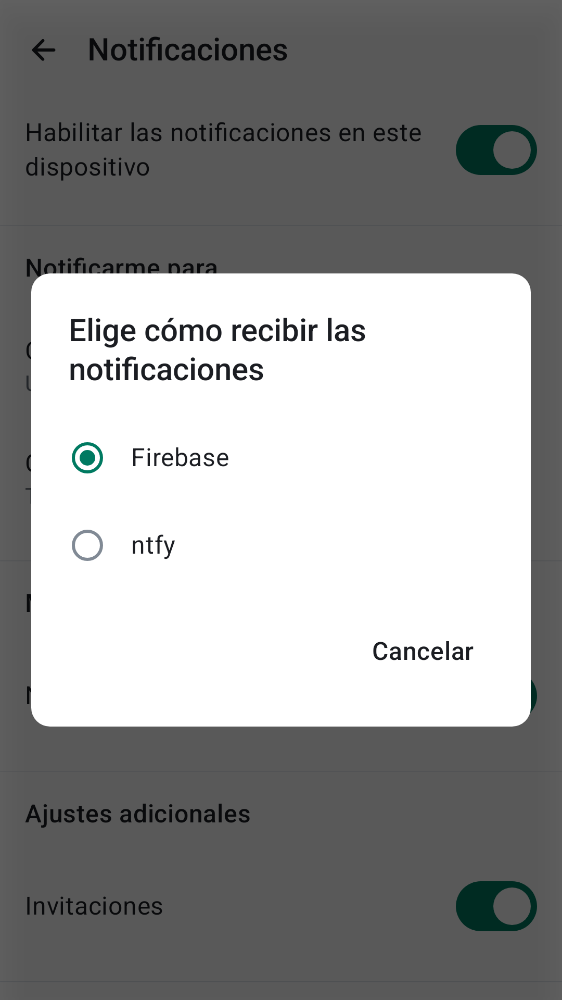 Notificaciones
Habilitar las notificaciones en este
dispositivo
Notificarme para
Elige cómo recibir las
notificaciones
Firebase
ntfy
Cancelar
Ajustes adicionales
Invitaciones